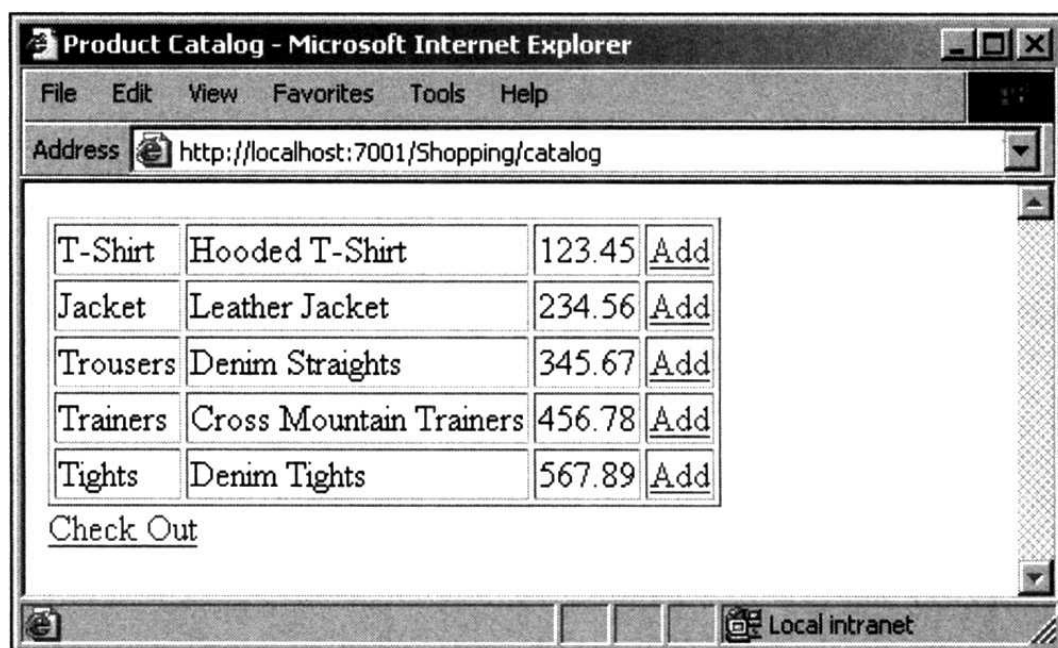 Product Catalog - Microsoft Internet Explorer
File Edit View Favorites Tools Help
Address http://localhost:7001/Shopping/catalog
T-Shirt Hooded T-Shirt 123.45 Add
Jacket Leather Jacket 234.56 Add
Trousers Denim Straights 345.67 Add
Trainers Cross Mountain Trainers 456.78 Add
Tights Denim Tights 567.89 Add
Check Out
Local intranet